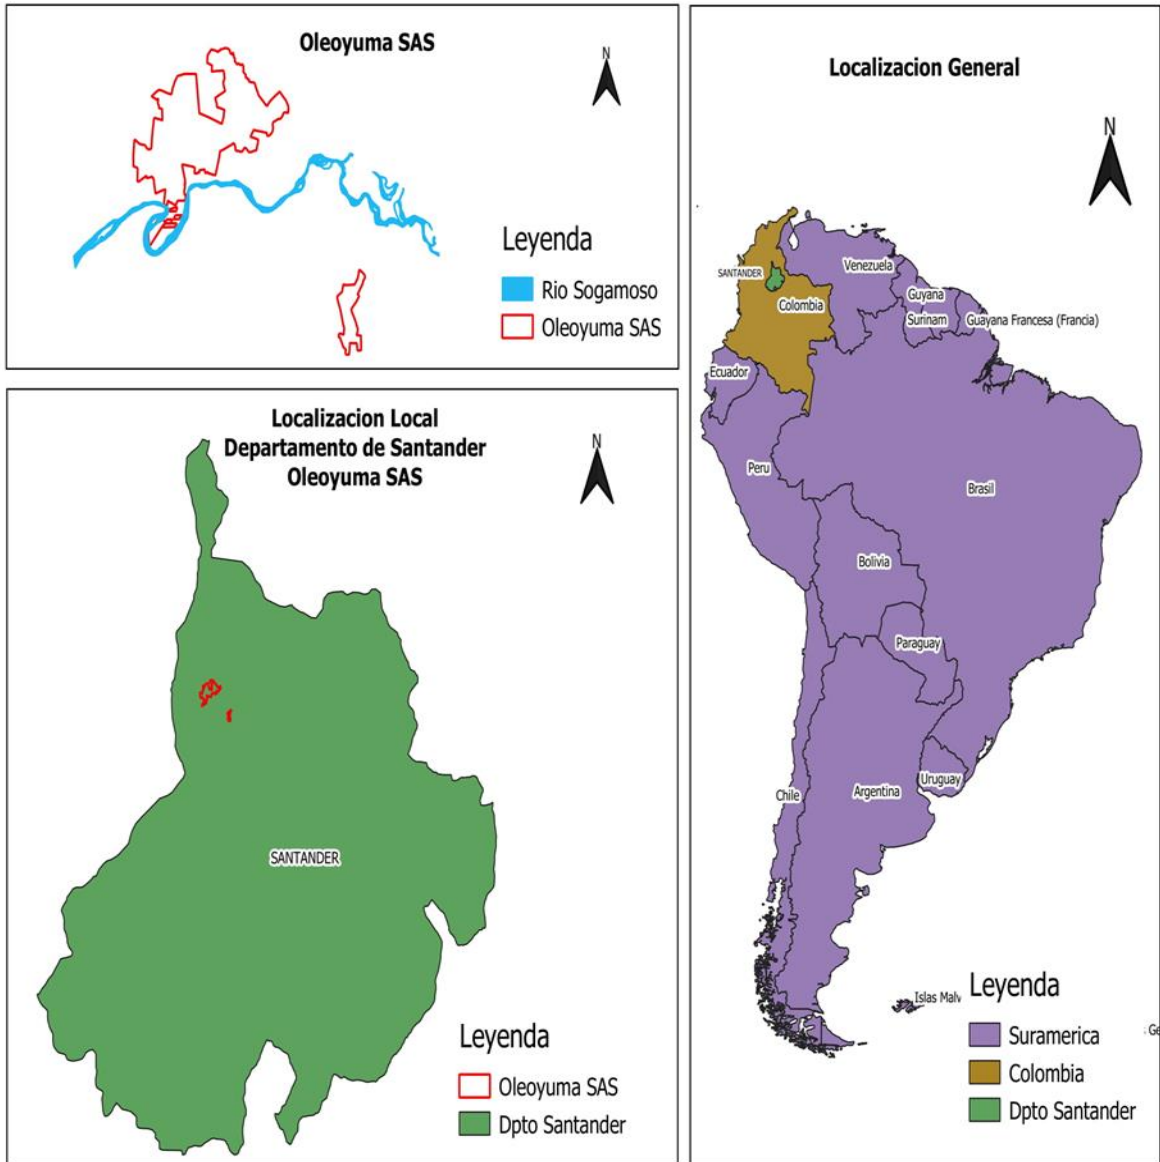 Oleoyuma SAS
N
Leyenda
Rio Sogamoso
Oleoyuma SAS
Localizacion Local
Departamento de Santander
Oleoyuma SAS
N
SANTANDER
Leyenda
Oleoyuma SAS
Dpto Santander
Localizacion General
N
SANTANDER
Venezuela
Guyana
Colombia
Surinam
Guayana Francesa (Francia)
Ecuador
Peru
Brasil
Bolivia
Paraguay
Uruguay
Chile
Argentina
Islas Malv
Ge
Leyenda
Suramerica
Colombia
Dpto Santander